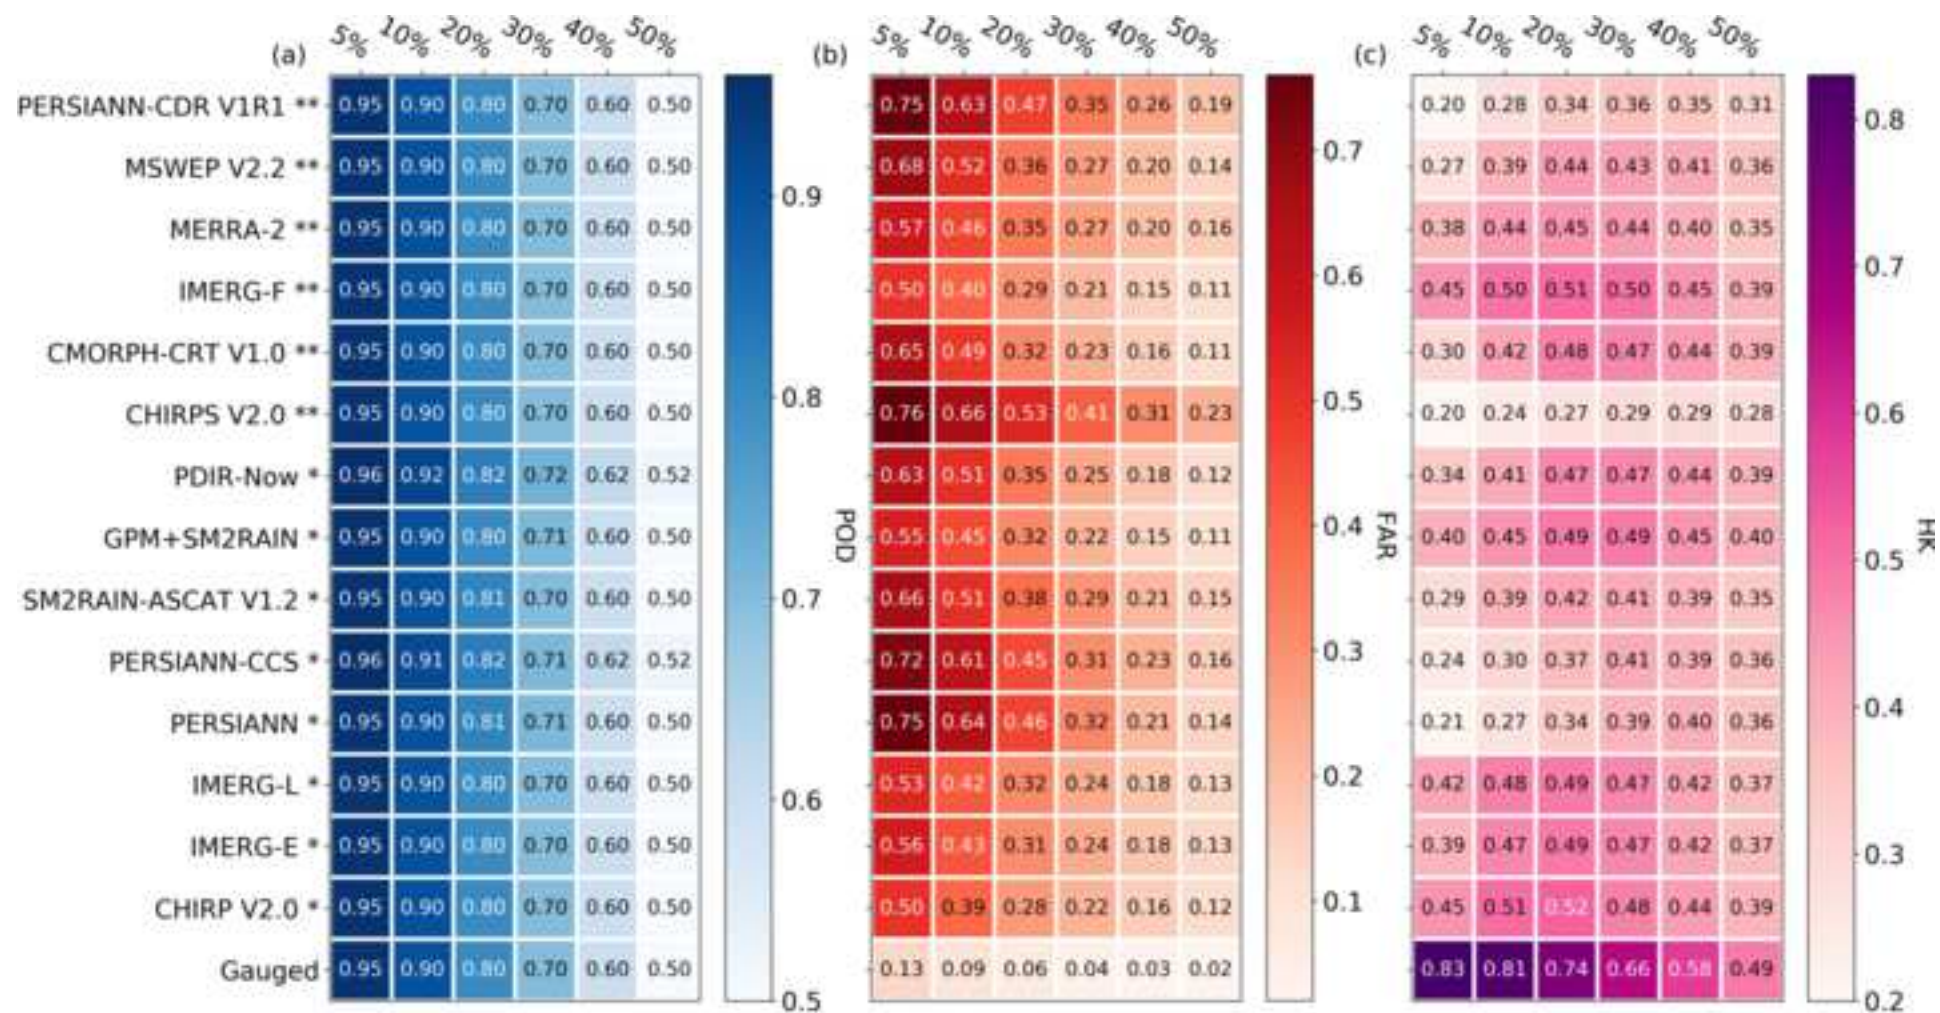 (a) 5% 10% 20% 30% 40% 50% (b) 5% 10% 20% 30% 40% 50% (c) 5% 10% 20% 30% 40% 50%
PERSIANN-CDR V1R1 ** 0.95 0.90 0.80 0.70 0.60 0.50 0.75 0.63 0.47 0.35 0.26 0.19 0.20 0.28 0.34 0.36 0.35 0.31
MSWEP V2.2 ** 0.95 0.90 0.80 0.70 0.60 0.50 0.68 0.52 0.36 0.27 0.20 0.14 0.27 0.39 0.44 0.43 0.41 0.36
MERRA-2 ** 0.95 0.90 0.80 0.70 0.60 0.50 0.57 0.46 0.35 0.27 0.20 0.16 0.38 0.44 0.45 0.44 0.40 0.35
IMERG-F ** 0.95 0.90 0.80 0.70 0.60 0.50 0.50 0.40 0.29 0.21 0.15 0.11 0.45 0.50 0.51 0.50 0.45 0.39
CMORPH-CRT V1.0 ** 0.95 0.90 0.80 0.70 0.60 0.50 0.65 0.49 0.32 0.23 0.16 0.11 0.30 0.42 0.48 0.47 0.44 0.39
CHIRPS V2.0 ** 0.95 0.90 0.80 0.70 0.60 0.50 0.76 0.66 0.53 0.41 0.31 0.23 0.20 0.24 0.27 0.29 0.29 0.28
PDIR-Now * 0.96 0.92 0.82 0.72 0.62 0.52 0.63 0.51 0.35 0.25 0.18 0.12 0.34 0.41 0.47 0.47 0.44 0.39
GPM+SM2RAIN * 0.95 0.90 0.80 0.71 0.60 0.50 0.55 0.45 0.32 0.22 0.15 0.11 0.40 0.45 0.49 0.49 0.45 0.40
SM2RAIN-ASCAT V1.2 * 0.95 0.90 0.81 0.70 0.60 0.50 0.66 0.51 0.38 0.29 0.21 0.15 0.29 0.39 0.42 0.41 0.39 0.35
PERSIANN-CCS * 0.96 0.91 0.82 0.71 0.62 0.52 0.72 0.61 0.45 0.31 0.23 0.16 0.24 0.30 0.37 0.41 0.39 0.36
PERSIANN * 0.95 0.90 0.81 0.71 0.60 0.50 0.75 0.64 0.46 0.32 0.21 0.14 0.21 0.27 0.34 0.39 0.40 0.36
IMERG-L * 0.95 0.90 0.80 0.70 0.60 0.50 0.53 0.42 0.32 0.24 0.18 0.13 0.42 0.48 0.49 0.47 0.42 0.37
IMERG-E * 0.95 0.90 0.80 0.70 0.60 0.50 0.56 0.43 0.31 0.24 0.18 0.13 0.39 0.47 0.49 0.47 0.42 0.37
CHIRP V2.0 * 0.95 0.90 0.80 0.70 0.60 0.50 0.50 0.39 0.28 0.22 0.16 0.12 0.45 0.51 0.52 0.48 0.44 0.39
Gauged 0.95 0.90 0.80 0.70 0.60 0.50 0.13 0.09 0.06 0.04 0.03 0.02 0.83 0.81 0.74 0.66 0.58 0.49
0.9
0.8
0.7
0.6
0.5
POD
0.7
0.6
0.5
0.4
0.3
0.2
0.1
FAR
0.8
0.7
0.6
0.5
0.4
0.3
0.2
HK